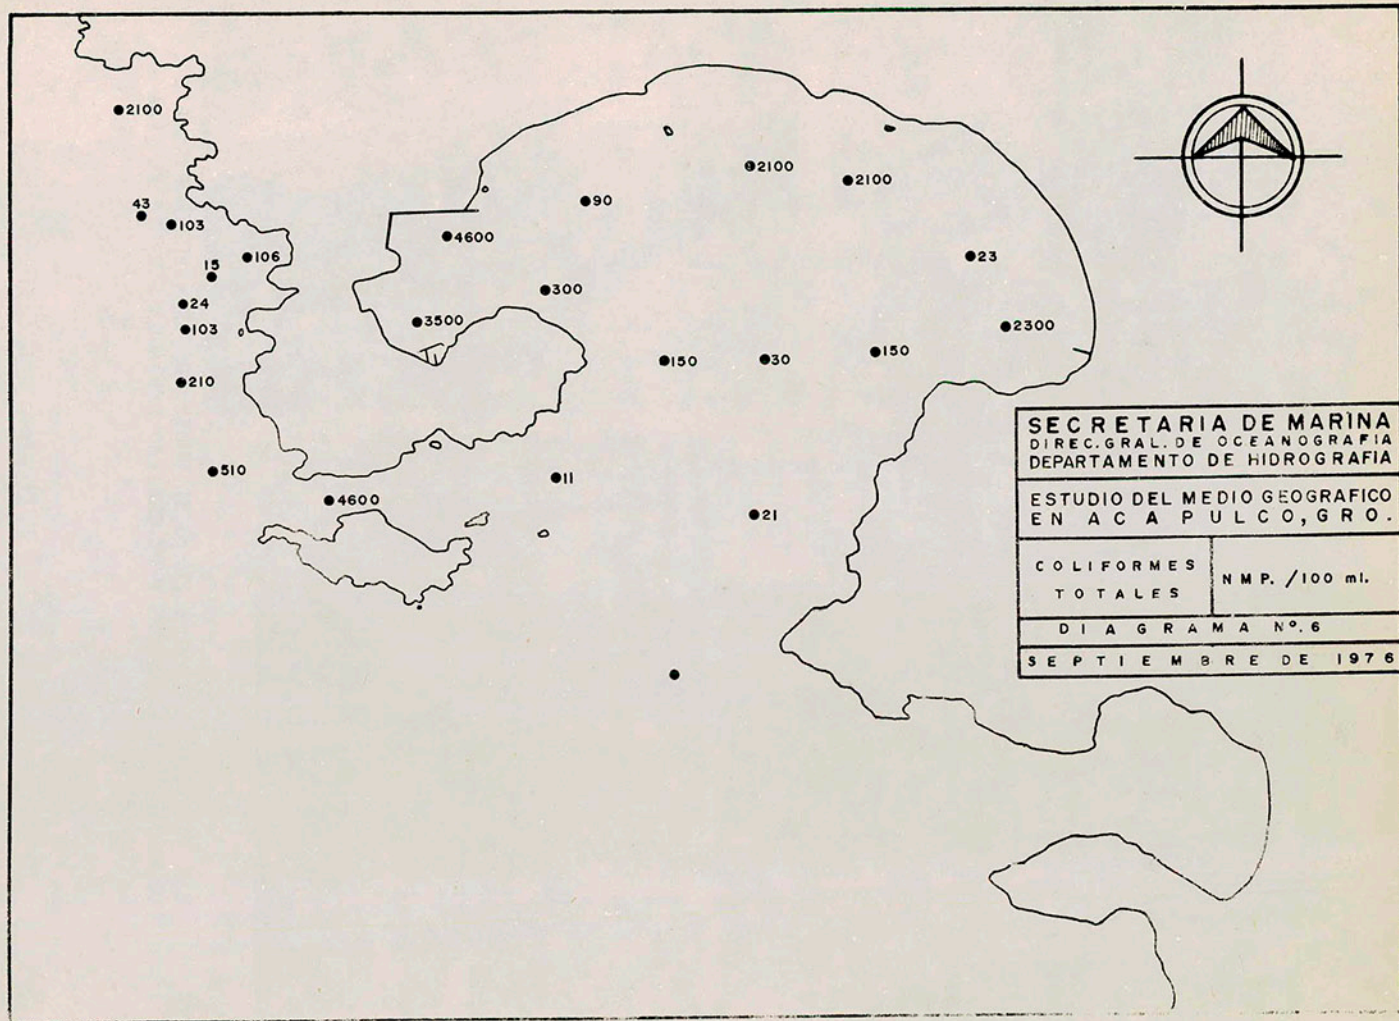 2100
2100
2100
43
103
90
4600
106
15
23
24
300
103
3500
2300
150
30
150
210
510
11
4600
21
SECRETARIA DE MARINA
DIREC. GRAL. DE OCEANOGRAFIA
DEPARTAMENTO DE HIDROGRAFIA
ESTUDIO DEL MEDIO GEOGRAFICO
EN ACAPULCO, GRO.
COLIFORMES
TOTALES
NMP. /100 ml.
DIAGRAMA Nº. 6
SEPTIEMBRE DE 1976